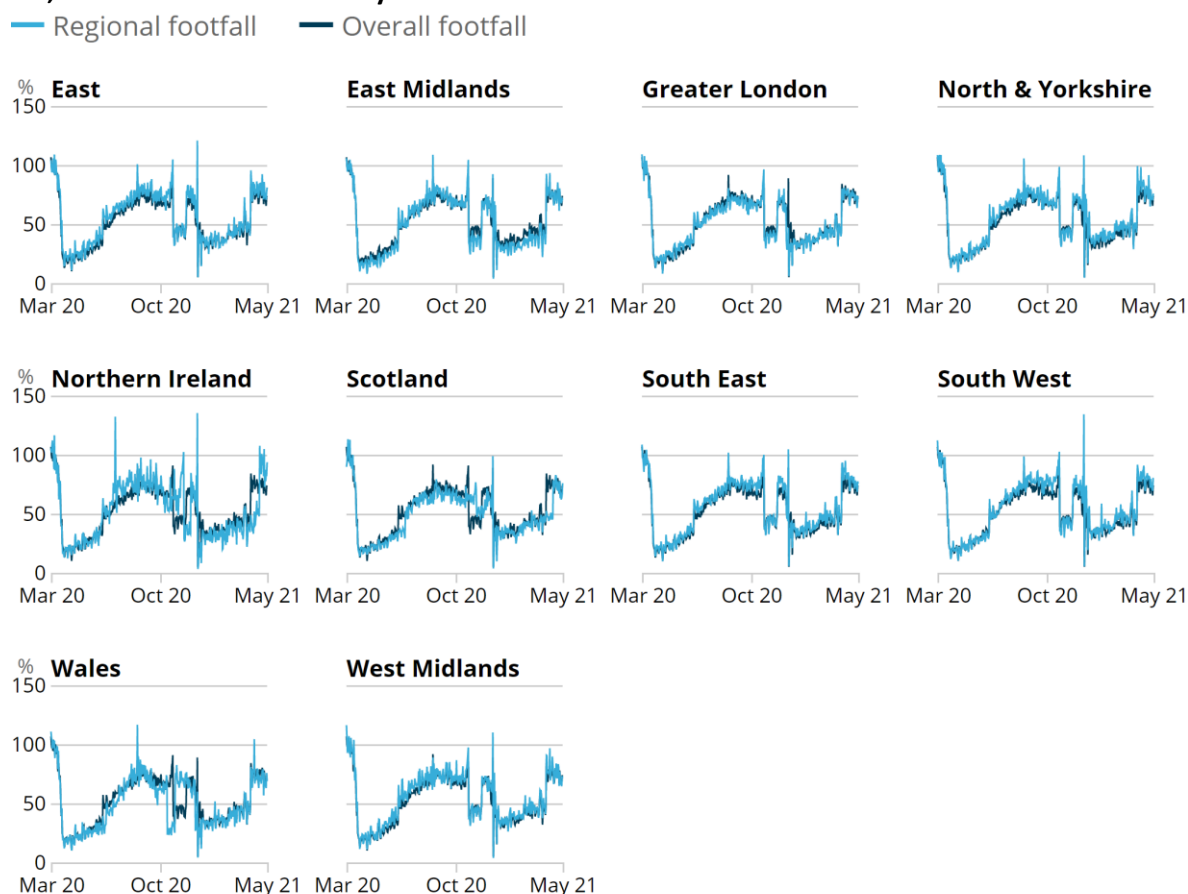 Regional footfall Overall footfall
% East East Midlands Greater London North & Yorkshire
150
100
50
0
Mar 20 Oct 20 May 21 Mar 20 Oct 20 May 21 Mar 20 Oct 20 May 21 Mar 20 Oct 20 May 21
% Northern Ireland Scotland South East South West
150
100
50
0
Mar 20 Oct 20 May 21 Mar 20 Oct 20 May 21 Mar 20 Oct 20 May 21 Mar 20 Oct 20 May 21
% Wales West Midlands
150
100
50
0
Mar 20 Oct 20 May 21 Mar 20 Oct 20 May 21